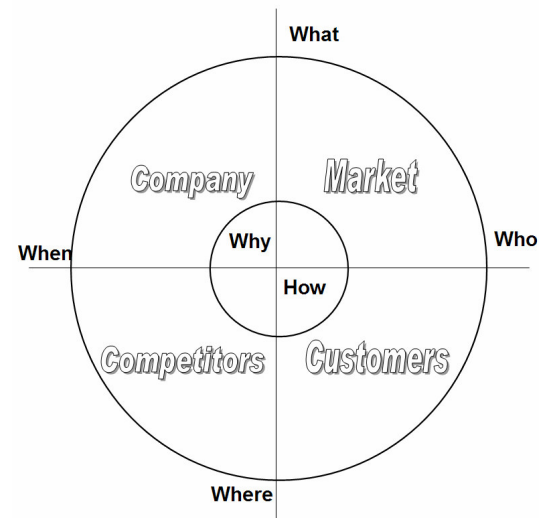 What
Company
Market
Why
When
Who
How
Competitors
Customers
Where